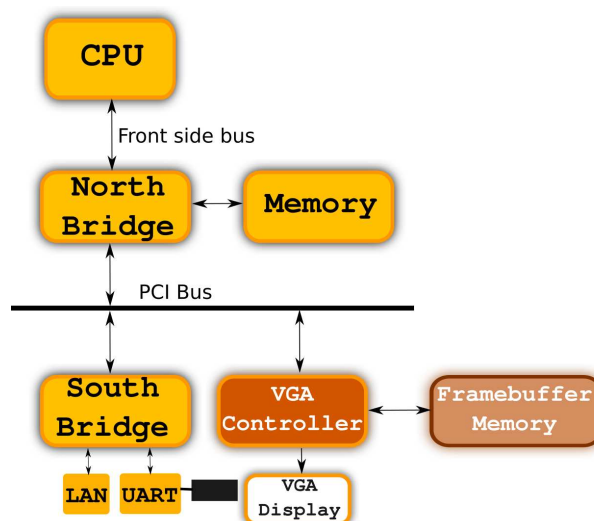 CPU
Front side bus
North
Bridge
Memory
PCI Bus
South
Bridge
VGA
Controller
Framebuffer
Memory
LAN
UART
VGA
Display